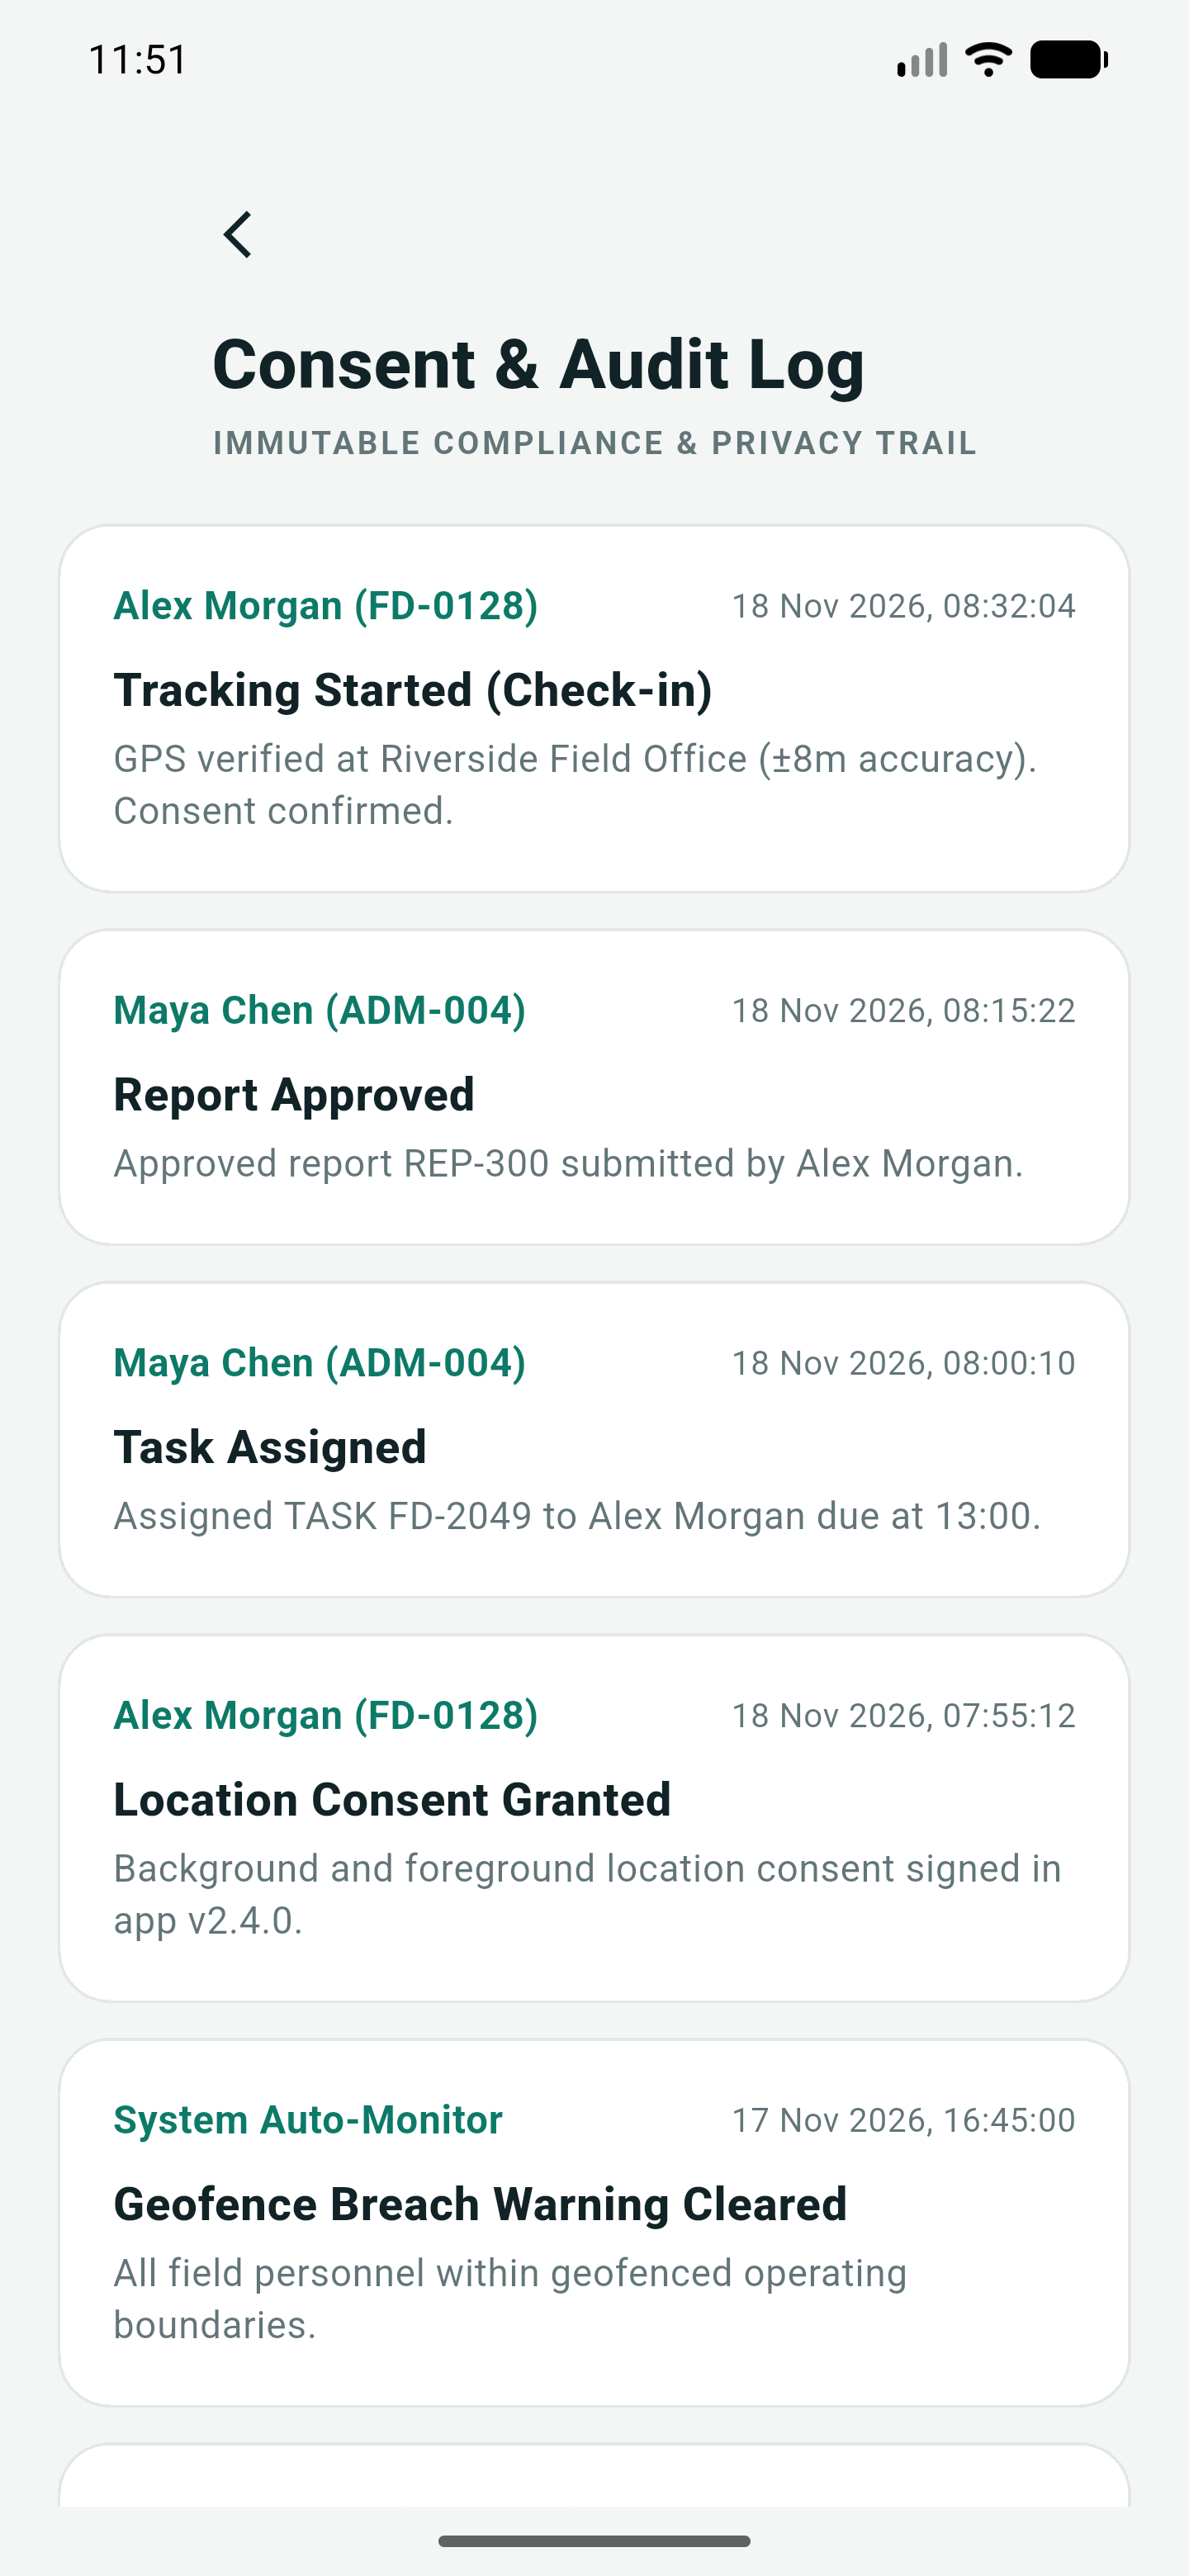 11:51
Consent & Audit Log
IMMUTABLE COMPLIANCE & PRIVACY TRAIL
Alex Morgan (FD-0128)
18 Nov 2026, 08:32:04
Tracking Started (Check-in)
GPS verified at Riverside Field Office (±8m accuracy).
Consent confirmed.
Maya Chen (ADM-004)
18 Nov 2026, 08:15:22
Report Approved
Approved report REP-300 submitted by Alex Morgan.
Maya Chen (ADM-004)
18 Nov 2026, 08:00:10
Task Assigned
Assigned TASK FD-2049 to Alex Morgan due at 13:00.
Alex Morgan (FD-0128)
18 Nov 2026, 07:55:12
Location Consent Granted
Background and foreground location consent signed in
app v2.4.0.
System Auto-Monitor
17 Nov 2026, 16:45:00
Geofence Breach Warning Cleared
All field personnel within geofenced operating
boundaries.